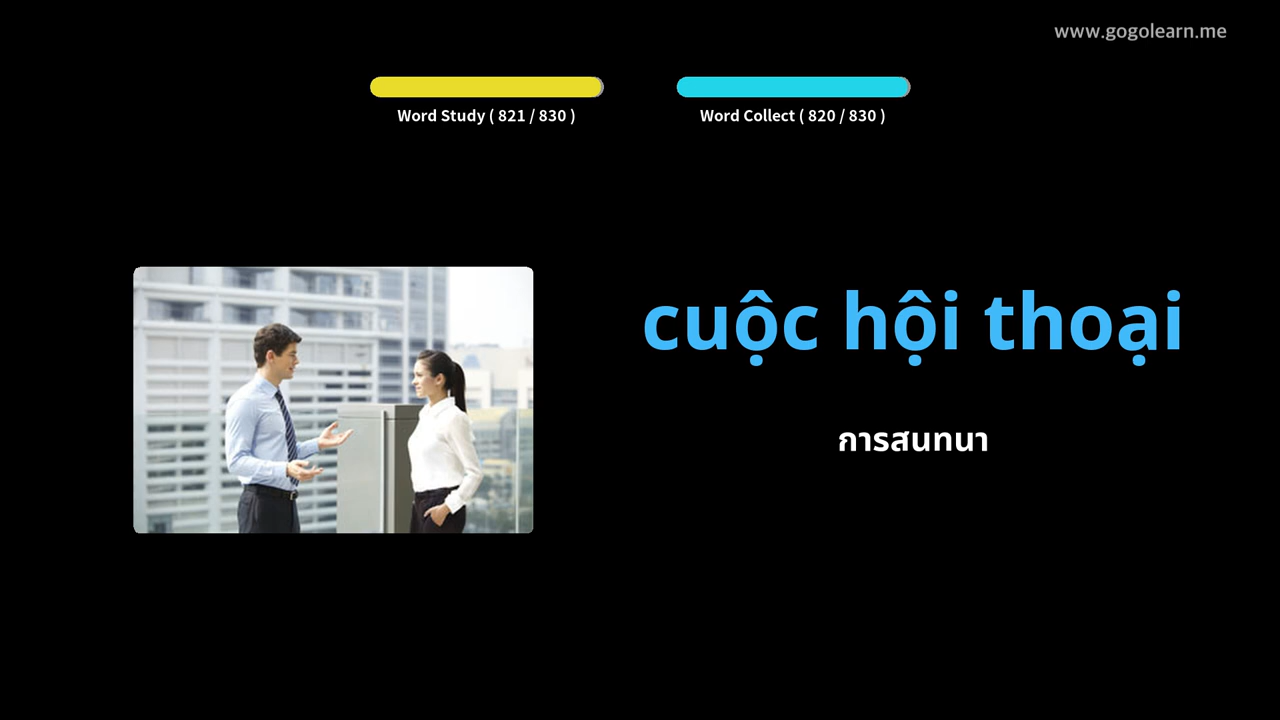 www.gogolearn.me
Word Study ( 821 / 830 )
Word Collect ( 820 / 830 )
cuộc hội thoại
การสนทนา